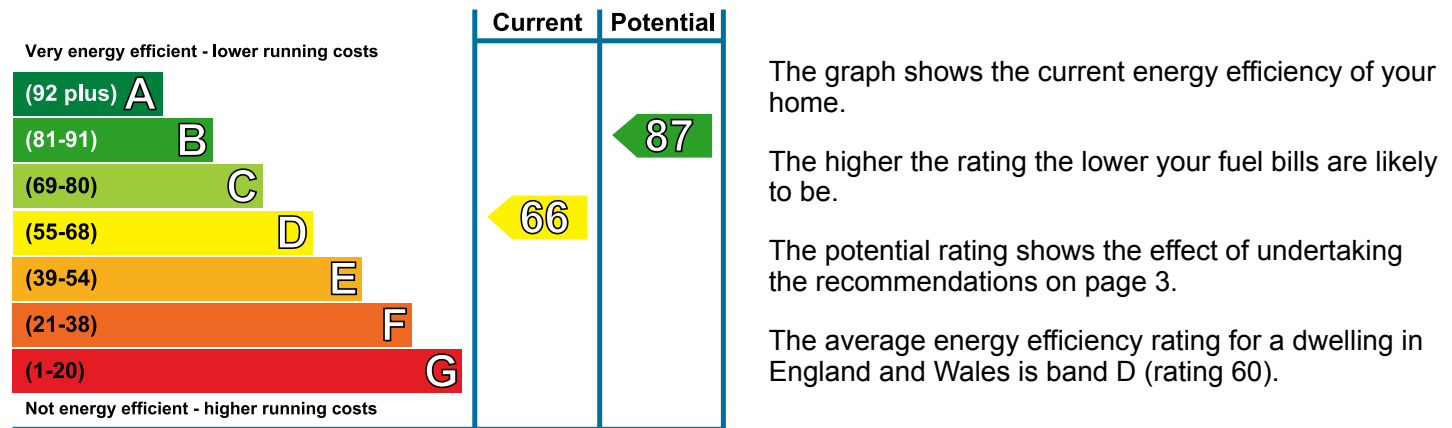 Current Potential
Very energy efficient - lower running costs
(92 plus) A
(81-91) B
87
(69-80) C
(55-68) D
66
(39-54) E
(21-38) F
(1-20) G
Not energy efficient - higher running costs
The graph shows the current energy efficiency of your
home.
The higher the rating the lower your fuel bills are likely
to be.
The potential rating shows the effect of undertaking
the recommendations on page 3.
The average energy efficiency rating for a dwelling in
England and Wales is band D (rating 60).